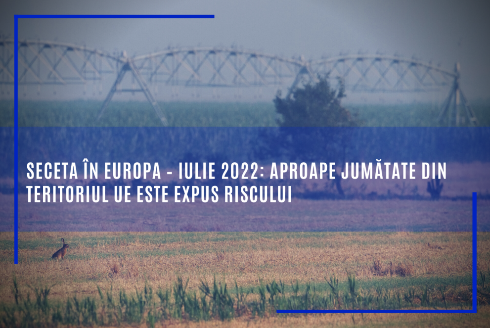 SECETA ÎN EUROPA - IULIE 2022: APROAPE JUMĂTATE DIN
TERITORIUL UE ESTE EXPUS RISCULUI